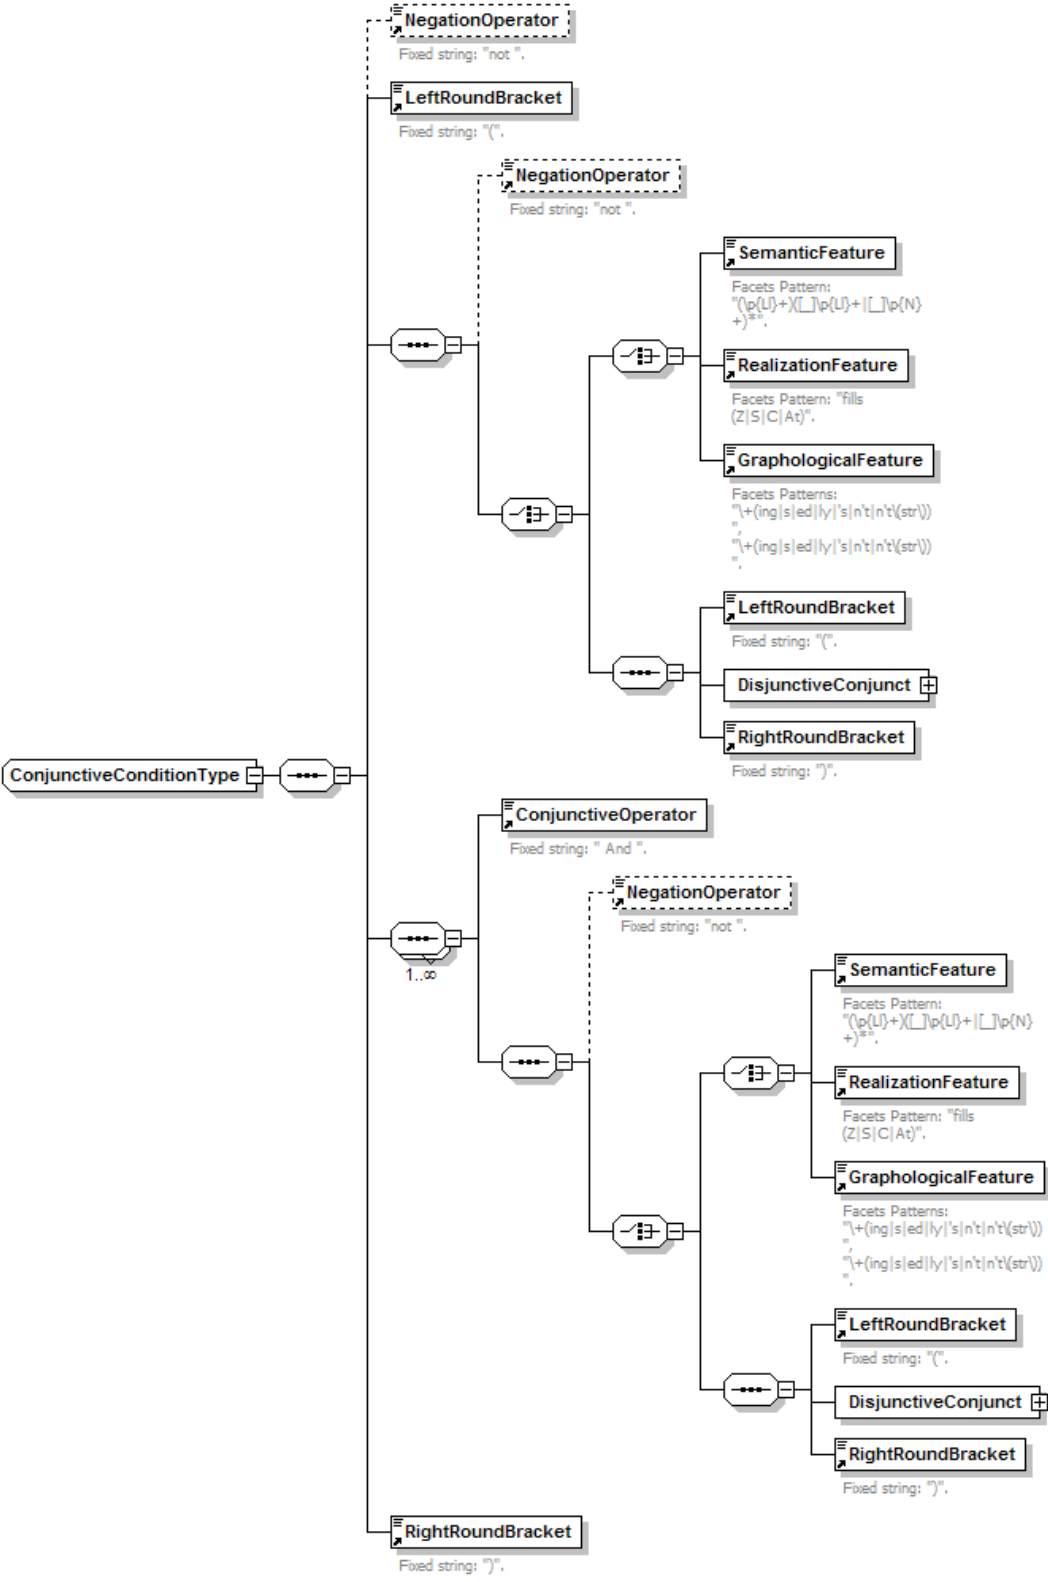 NegationOperator
Fixed string: "not ".
LeftRoundBracket
Fixed string: "(".
NegationOperator
Fixed string: "not ".
SemanticFeature
Facets Pattern:
"(\p{Ll}+)([_]\p{Ll}+|[_]\p{N}
+)*".
RealizationFeature
Facets Pattern: "fills
(Z|S|C|At)".
GraphologicalFeature
Facets Patterns:
"\+(ing|s|ed|ly|'s|n't|n't\(str\))
",
"\+(ing|s|ed|ly|'s|n't|n't\(str\))
".
LeftRoundBracket
Fixed string: "(".
DisjunctiveConjunct
RightRoundBracket
Fixed string: ")".
ConjunctiveConditionType
ConjunctiveOperator
Fixed string: " And ".
NegationOperator
Fixed string: "not ".
1..∞
SemanticFeature
Facets Pattern:
"(\p{Ll}+)([_]\p{Ll}+|[_]\p{N}
+)*".
RealizationFeature
Facets Pattern: "fills
(Z|S|C|At)".
GraphologicalFeature
Facets Patterns:
"\+(ing|s|ed|ly|'s|n't|n't\(str\))
",
"\+(ing|s|ed|ly|'s|n't|n't\(str\))
".
LeftRoundBracket
Fixed string: "(".
DisjunctiveConjunct
RightRoundBracket
Fixed string: ")".
RightRoundBracket
Fixed string: ")".